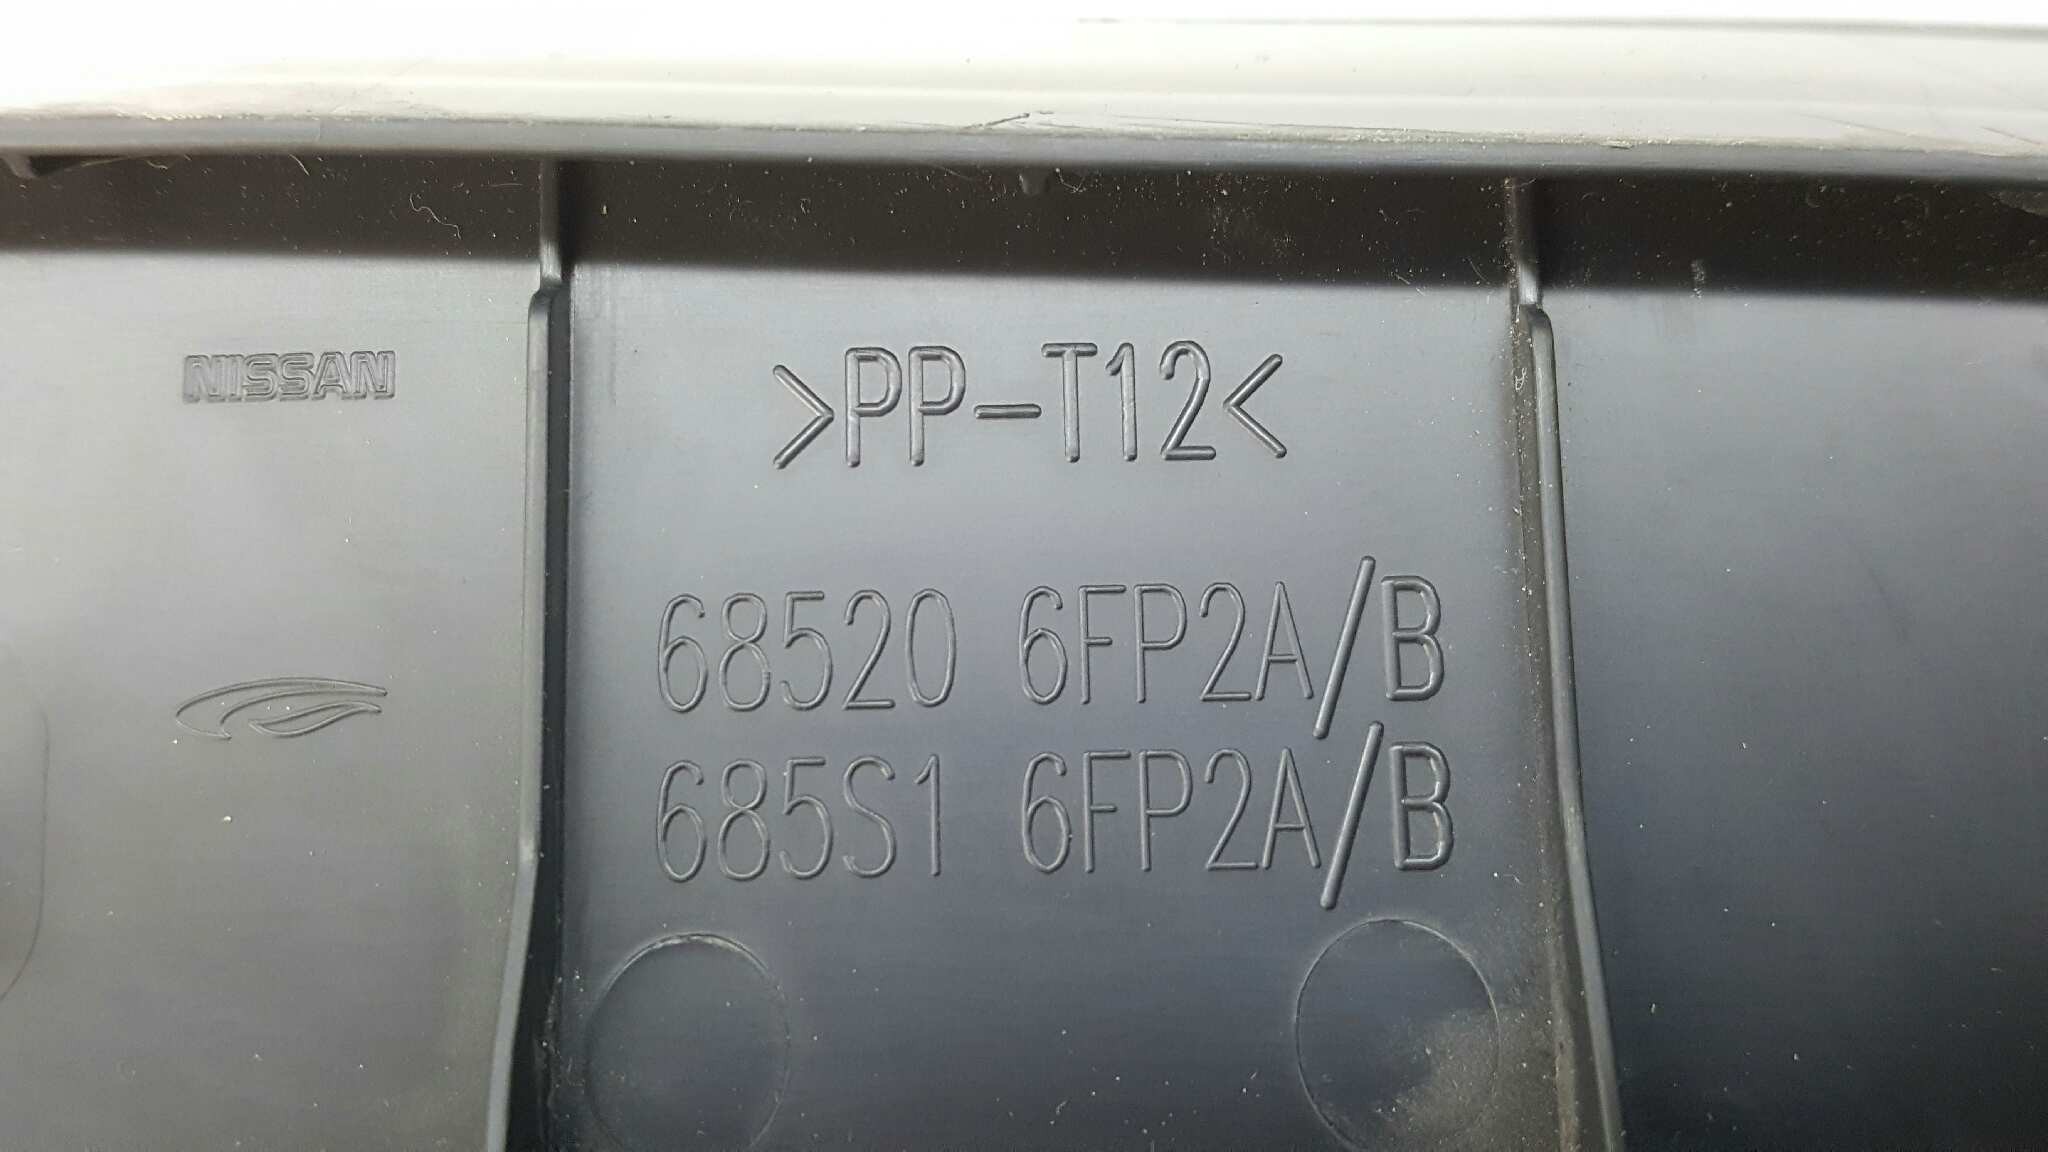 NISSAN
>PP-T12<
68520 6FP2A/B
685S1 6FP2A/B